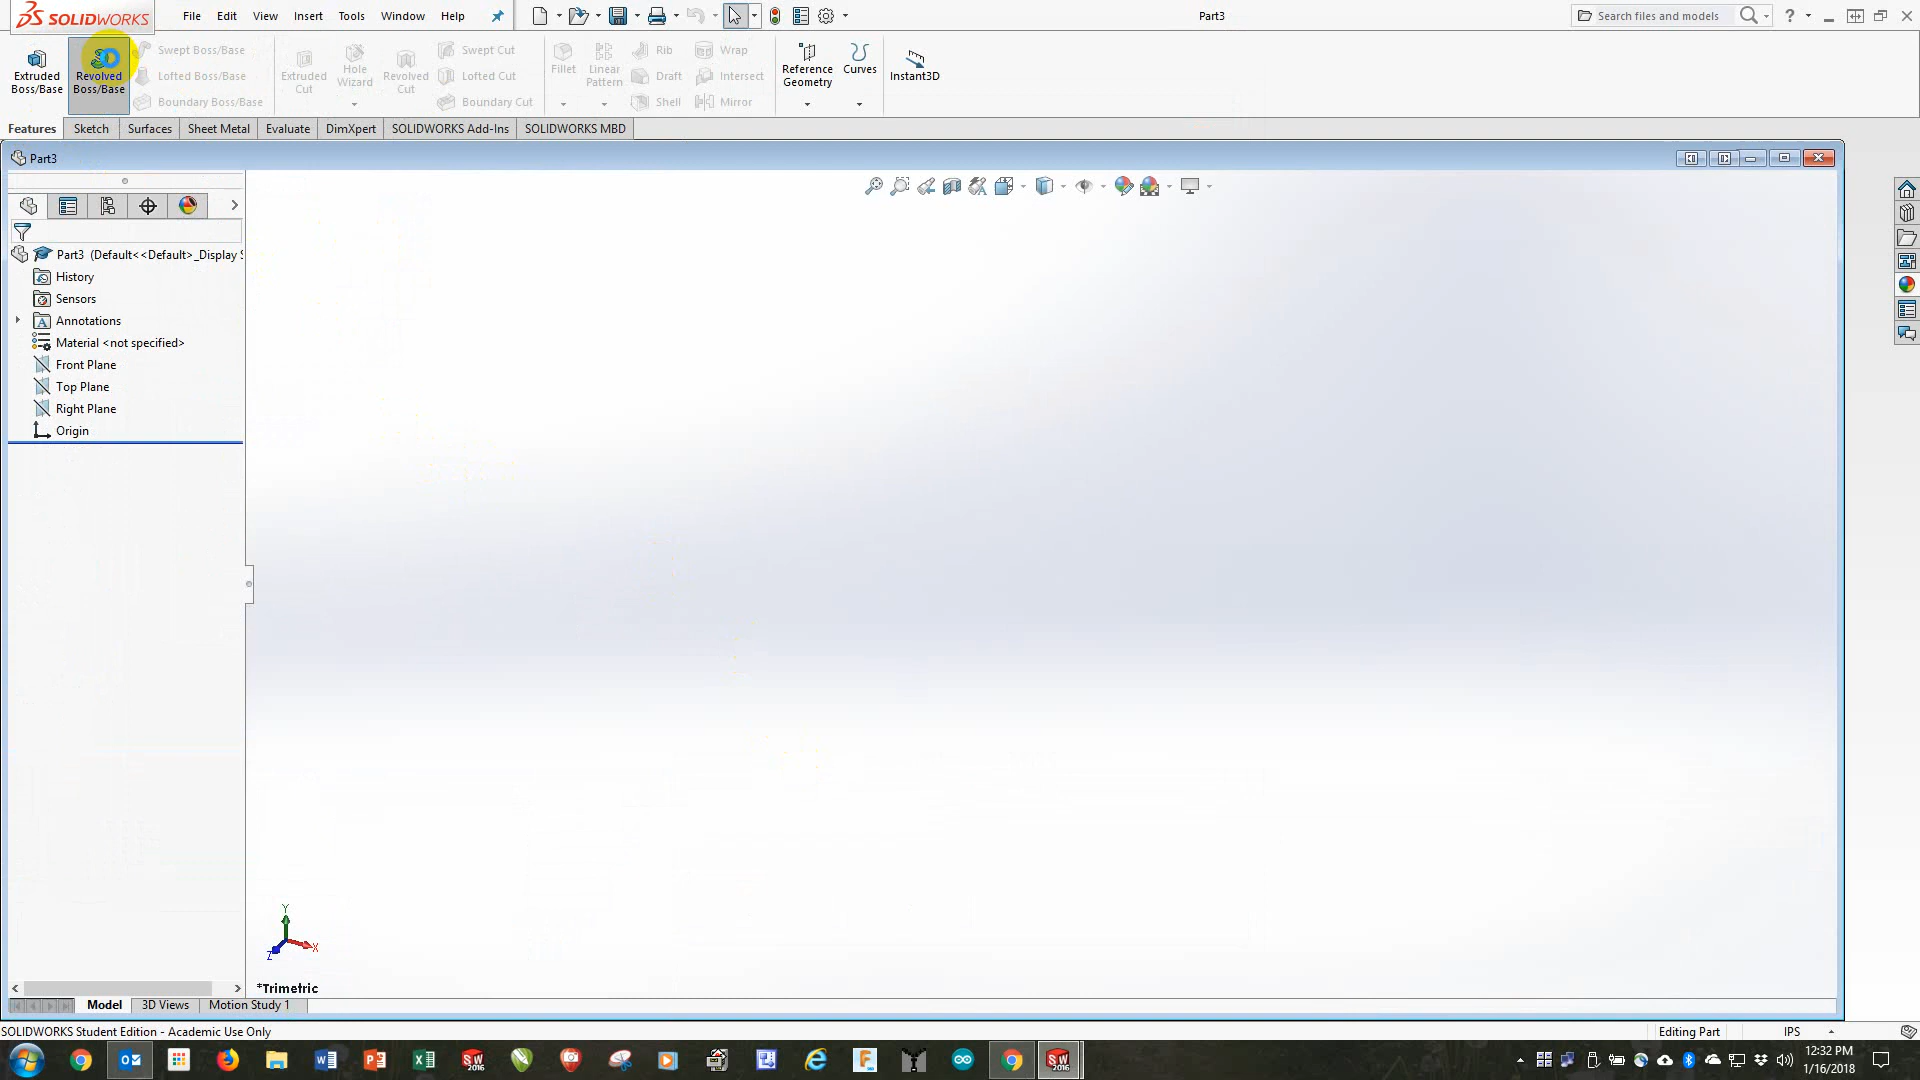 SOLIDWORKS File Edit View Insert Tools Window Help Part3 Search files and models ?
Extruded Boss/Base
Revolved Boss/Base
Swept Boss/Base
Lofted Boss/Base
Boundary Boss/Base
Extruded Cut
Hole Wizard
Revolved Cut
Swept Cut
Lofted Cut
Boundary Cut
Fillet
Linear Pattern
Rib
Draft
Shell
Wrap
Intersect
Mirror
Reference Geometry
Curves
Instant3D
Features Sketch Surfaces Sheet Metal Evaluate DimXpert SOLIDWORKS Add-Ins SOLIDWORKS MBD
Part3
Part3 (Default<<Default>_Display S
History
Sensors
Annotations
Material <not specified>
Front Plane
Top Plane
Right Plane
Origin
Y
X
Z
*Trimetric
Model 3D Views Motion Study 1
SOLIDWORKS Student Edition - Academic Use Only Editing Part IPS
12:32 PM
1/16/2018